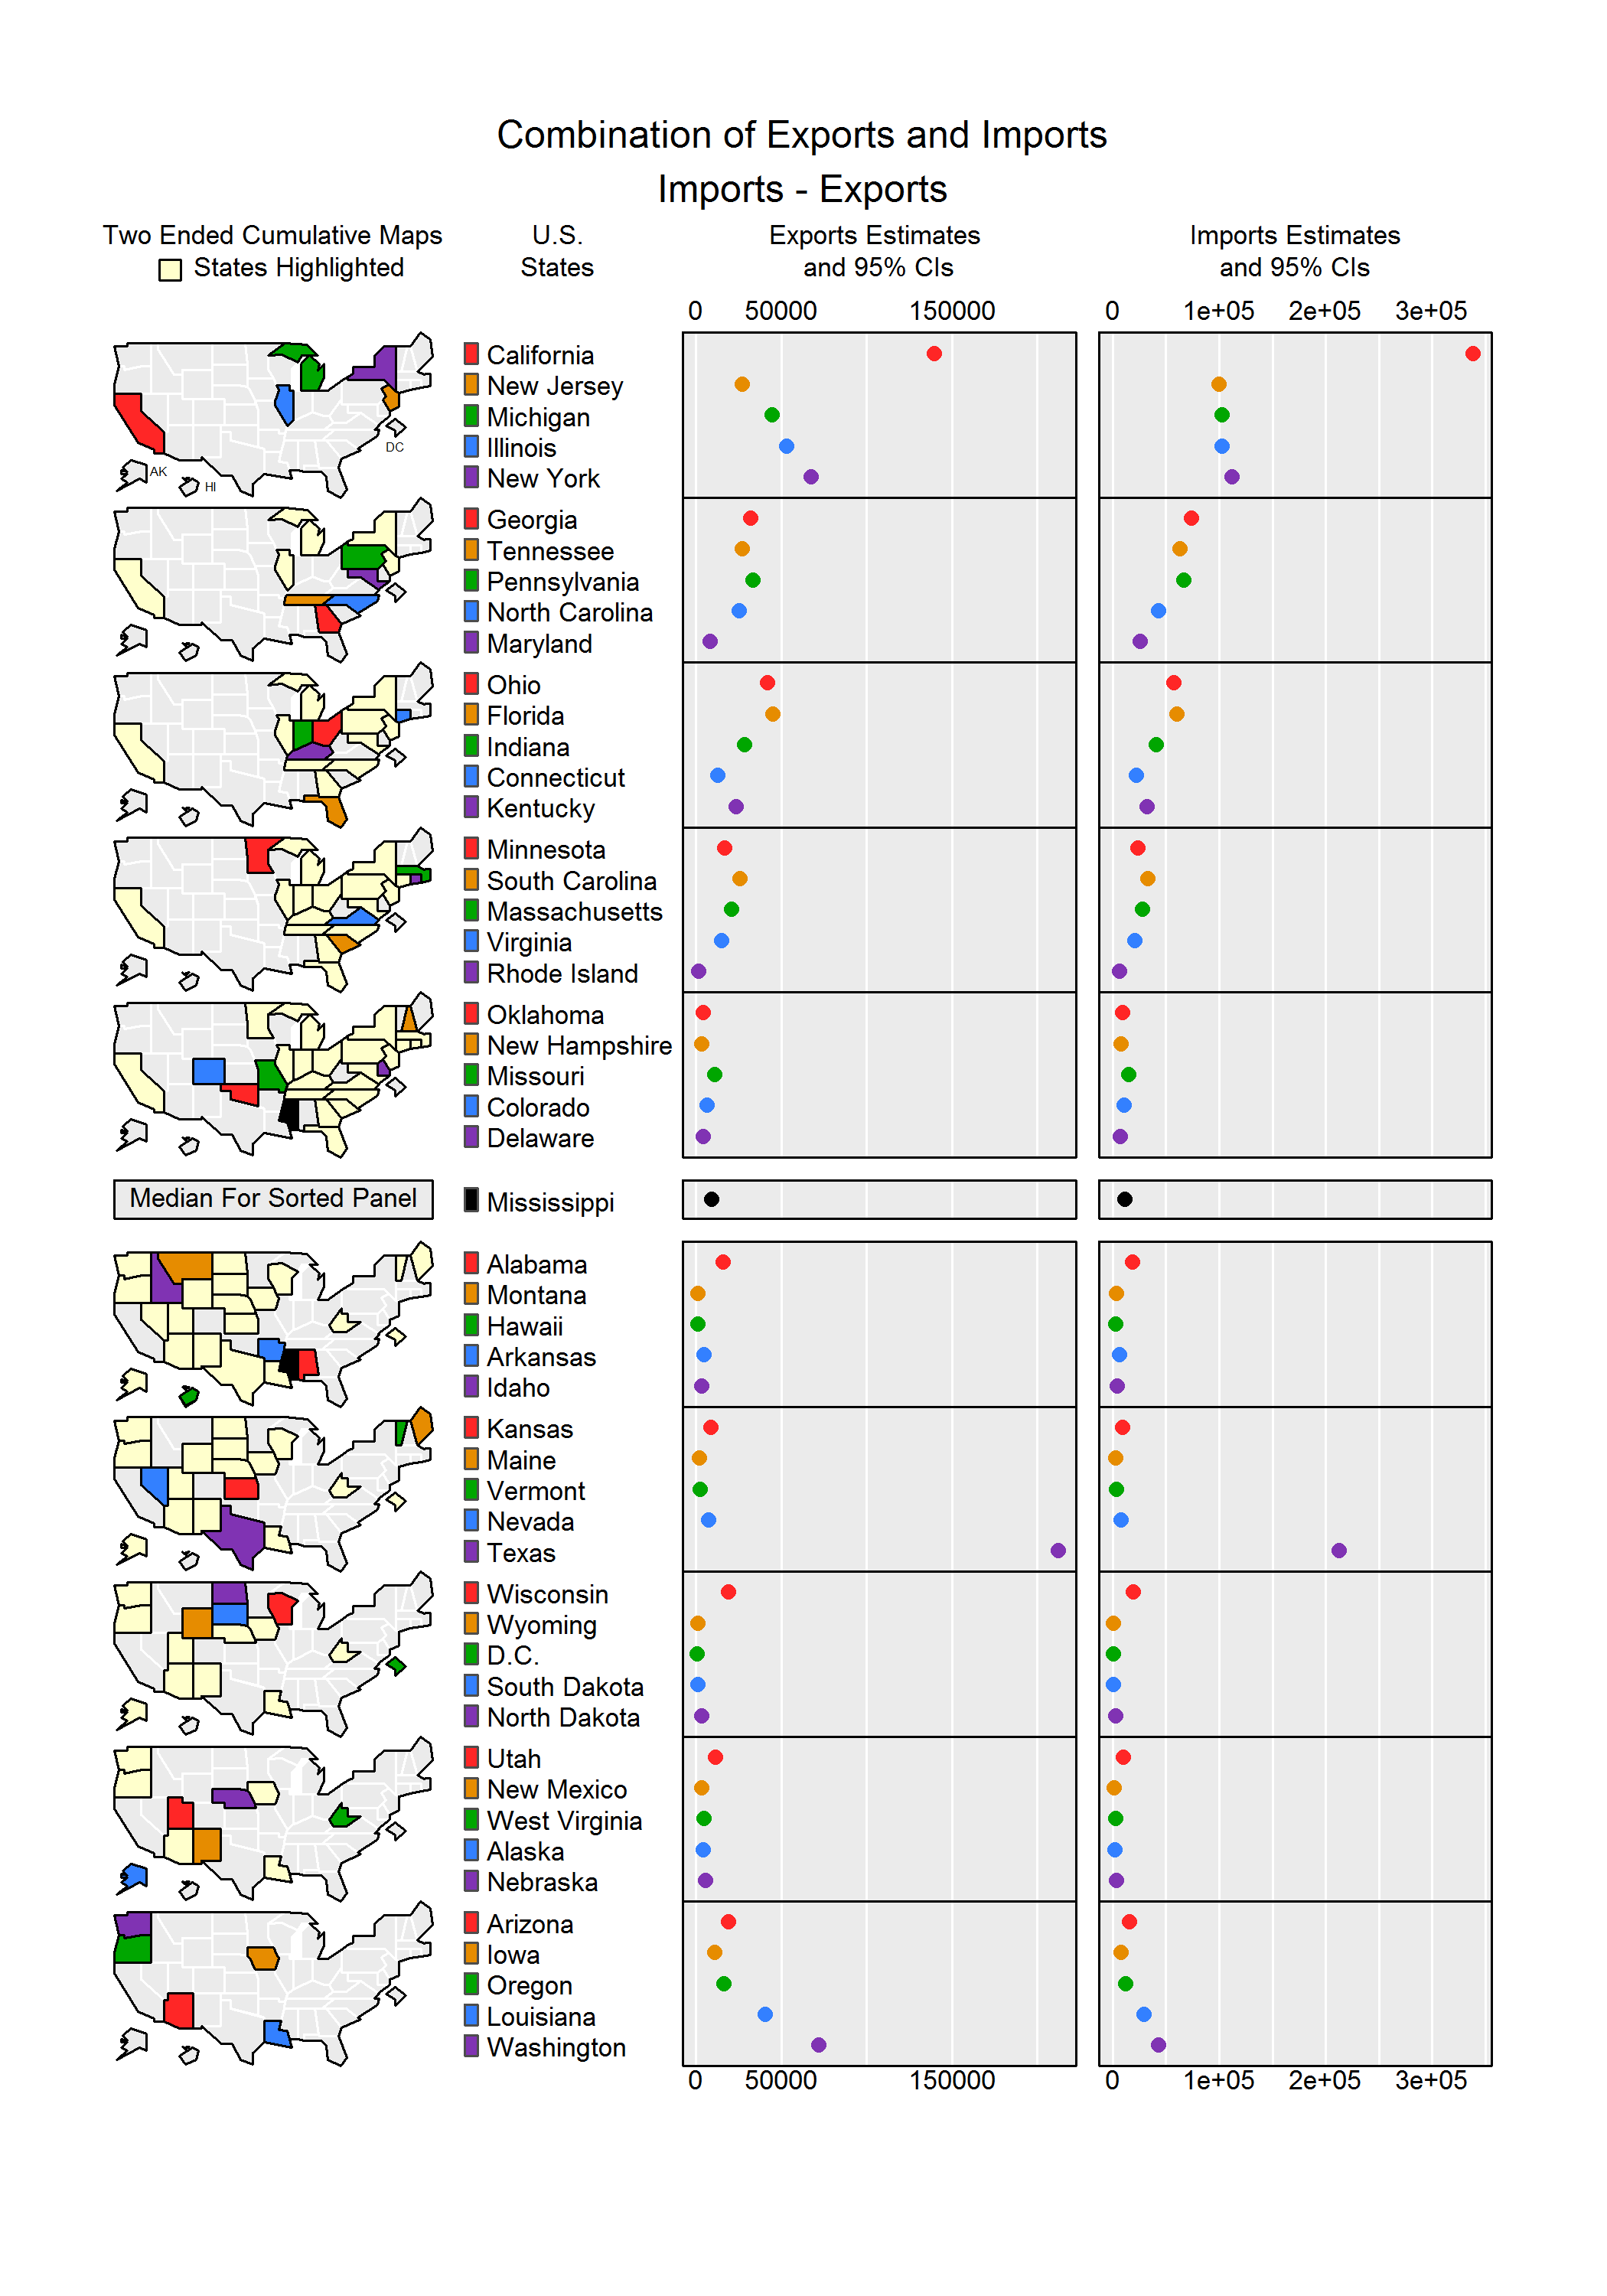 Combination of Exports and Imports
Imports - Exports
Two Ended Cumulative Maps
States Highlighted
U.S.
States
Exports Estimates
and 95% CIs
Imports Estimates
and 95% CIs
0 50000 150000
0 1e+05 2e+05 3e+05
California
New Jersey
Michigan
Illinois
New York
DC
AK
HI
Georgia
Tennessee
Pennsylvania
North Carolina
Maryland
Ohio
Florida
Indiana
Connecticut
Kentucky
Minnesota
South Carolina
Massachusetts
Virginia
Rhode Island
Oklahoma
New Hampshire
Missouri
Colorado
Delaware
Median For Sorted Panel
Mississippi
Alabama
Montana
Hawaii
Arkansas
Idaho
Kansas
Maine
Vermont
Nevada
Texas
Wisconsin
Wyoming
D.C.
South Dakota
North Dakota
Utah
New Mexico
West Virginia
Alaska
Nebraska
Arizona
Iowa
Oregon
Louisiana
Washington
0 50000 150000
0 1e+05 2e+05 3e+05